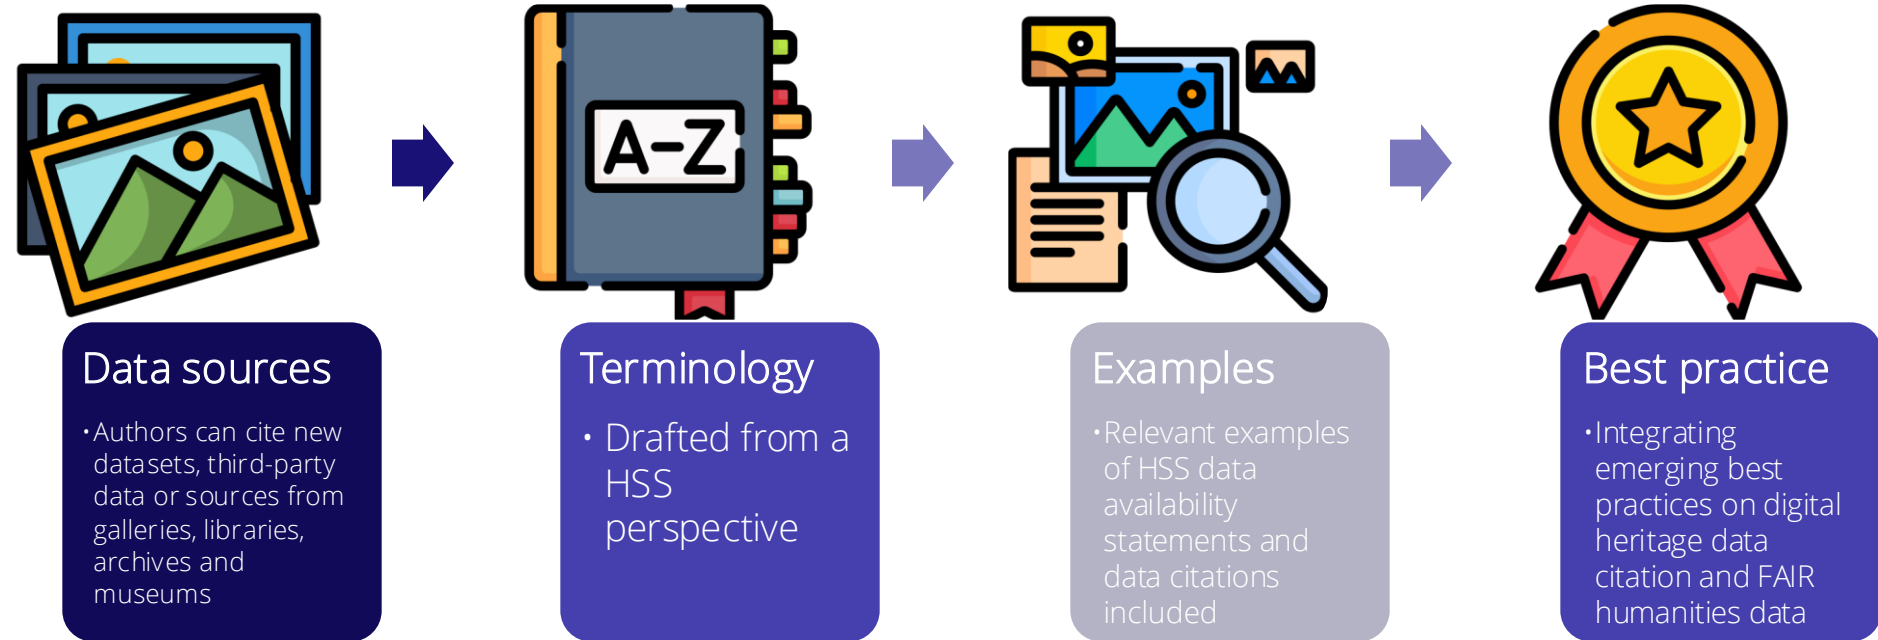 A-Z
Data sources
· Authors can cite new
datasets, third-party
data or sources from
galleries, libraries,
archives and
museums
Terminology
· Drafted from a
HSS
perspective
Examples
· Relevant examples
of HSS data
availability
statements and
data citations
included
Best practice
· Integrating
emerging best
practices on digital
heritage data
citation and FAIR
humanities data